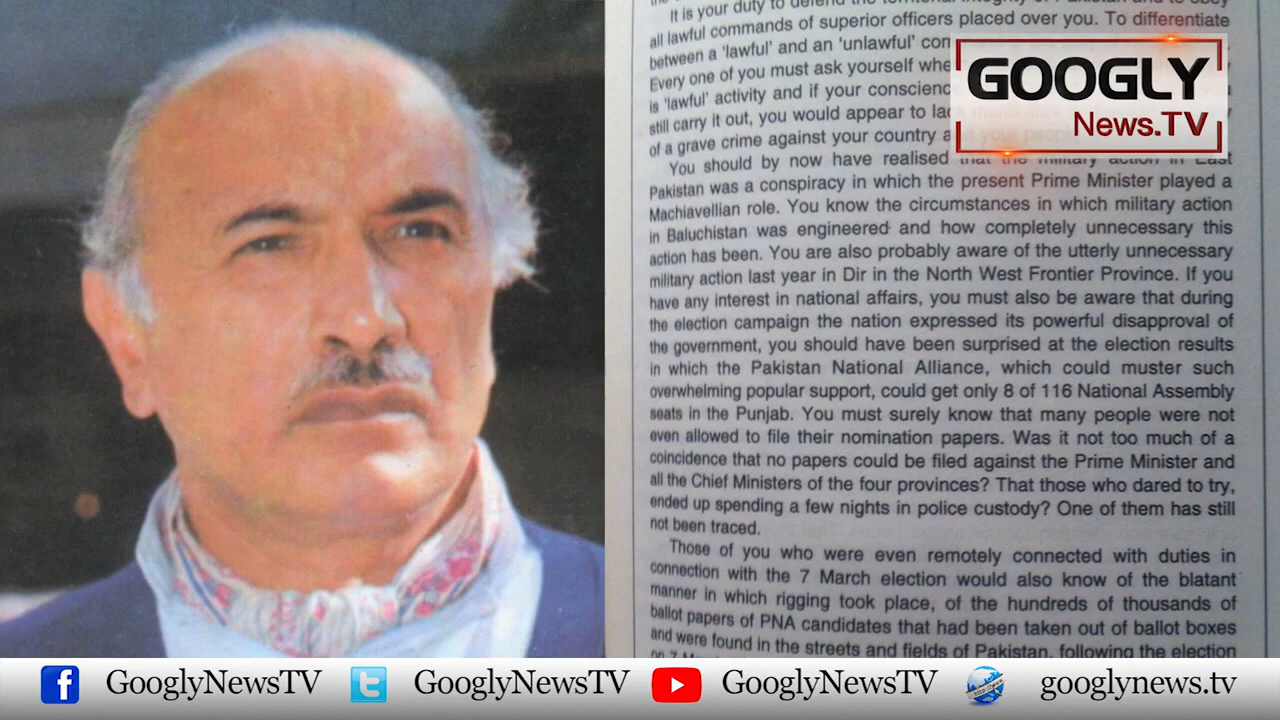 It is your duty to defend the territorial integrity of Pakistan and to obey
all lawful commands of superior officers placed over you. To differentiate
between a 'lawful' and an 'unlawful'
Every one of you must ask yourself
is 'lawful' activity and if your
still carry it out, you would appear to
of a grave crime against your country
You should by now have realised that the military action in East
Pakistan was a conspiracy in which the present Prime Minister played a
Machiavellian role. You know the circumstances in which military action
in Baluchistan was engineered and how completely unnecessary this
action has been. You are also probably aware of the utterly unnecessary
military action last year in Dir in the North West Frontier Province. If you
have any interest in national affairs, you must also be aware that during
the election campaign the nation expressed its powerful disapproval of
the government, you should have been surprised at the election results
in which the Pakistan National Alliance, which could muster such
overwhelming popular support, could get only 8 of 116 National Assembly
seats in the Punjab. You must surely know that many people were not
even allowed to file their nomination papers. Was it not too much of a
coincidence that no papers could be filed against the Prime Minister and
all the Chief Ministers of the four provinces? That those who dared to try,
ended up spending a few nights in police custody? One of them has still
not been traced.
Those of you who were even remotely connected with duties in
connection with the 7 March election would also know of the blatant
manner in which rigging took place, of the hundreds of thousands of
ballot papers of PNA candidates that had been taken out of ballot boxes
and were found in the streets and fields of Pakistan, following the election
GOOGLY
News.TV
GooglyNewsTV
GooglyNewsTV
GooglyNewsTV
googlynews.tv